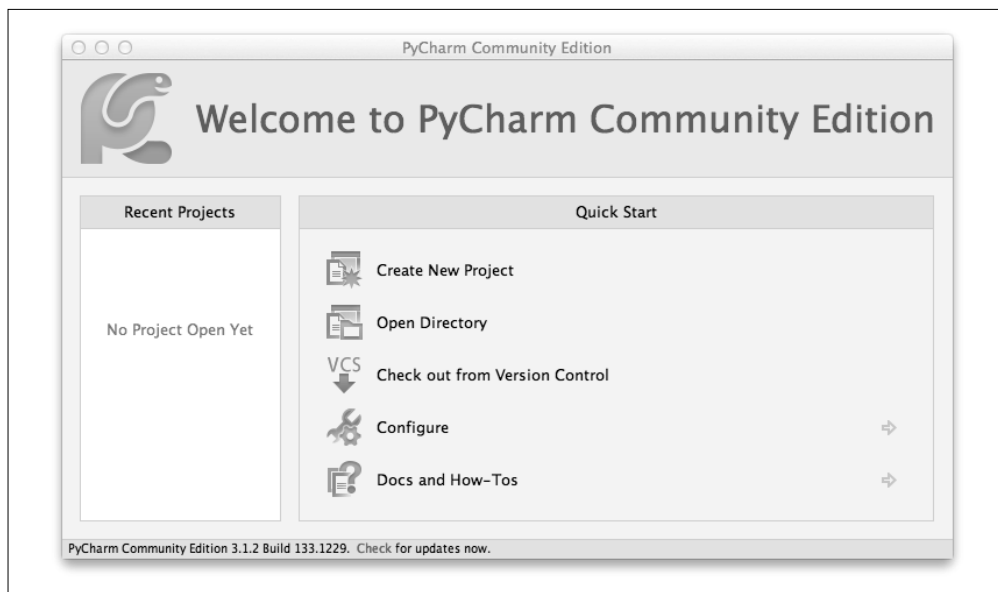 PyCharm Community Edition
Welcome to PyCharm Community Edition
Recent Projects
No Project Open Yet
Quick Start
Create New Project
Open Directory
VCS
Check out from Version Control
Configure
Docs and How-Tos
PyCharm Community Edition 3.1.2 Build 133.1229. Check for updates now.